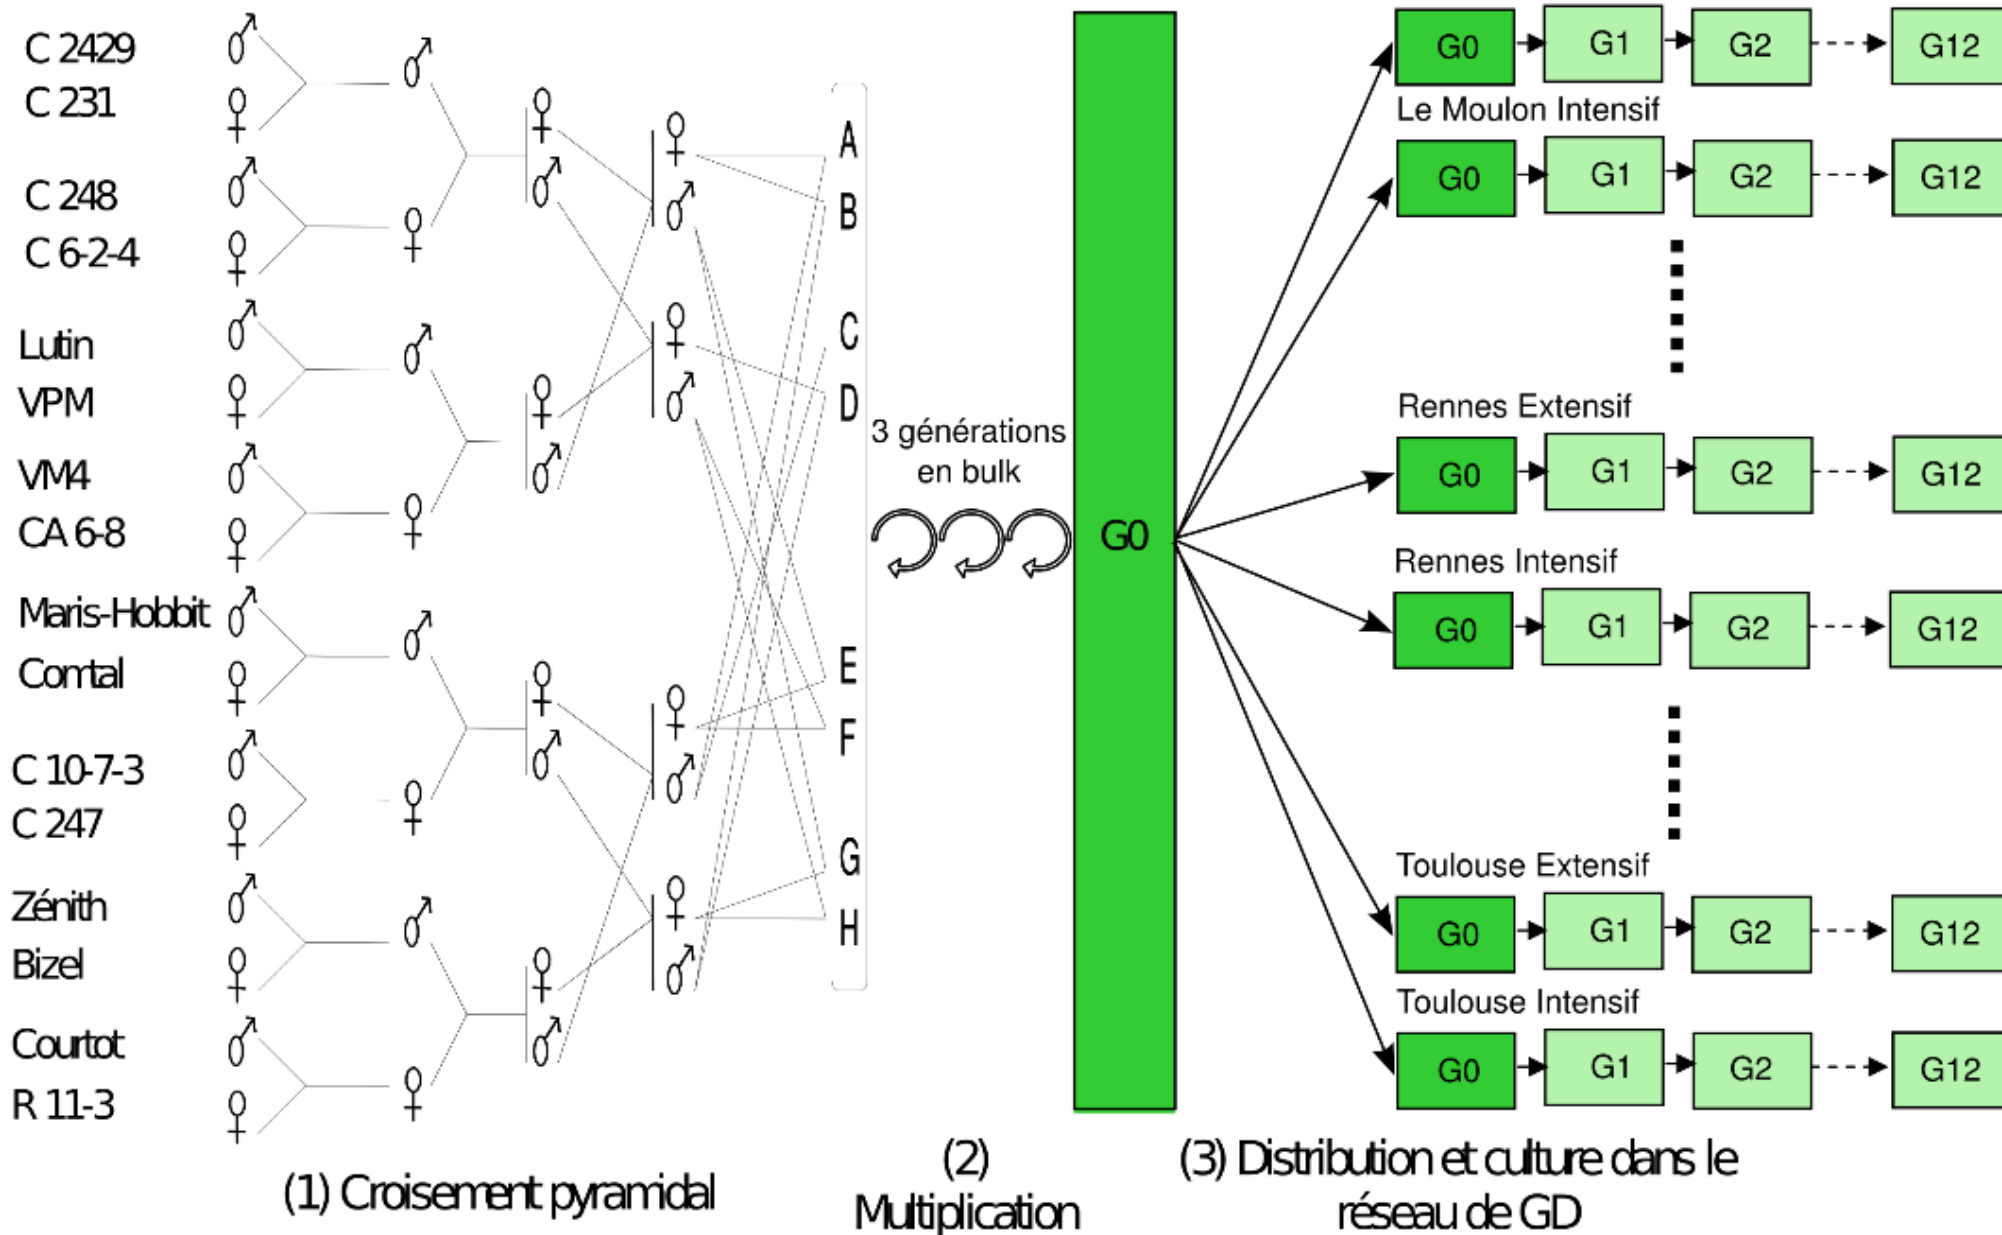 C 2429
C 231
C 248
C 6-2-4
Lutin
VPM
VM4
CA 6-8
Maris-Hobbit
Comtal
C 10-7-3
C 247
Zénith
Bizel
Courtot
R 11-3
A
B
C
D
E
F
G
H
(1) Croisement pyramidal
3 générations
en bulk
G0
(2)
Multiplication
G0 G1 G2 G12
Le Moulon Intensif
G0 G1 G2 G12
Rennes Extensif
G0 G1 G2 G12
Rennes Intensif
G0 G1 G2 G12
Toulouse Extensif
G0 G1 G2 G12
Toulouse Intensif
G0 G1 G2 G12
(3) Distribution et culture dans le
réseau de GD